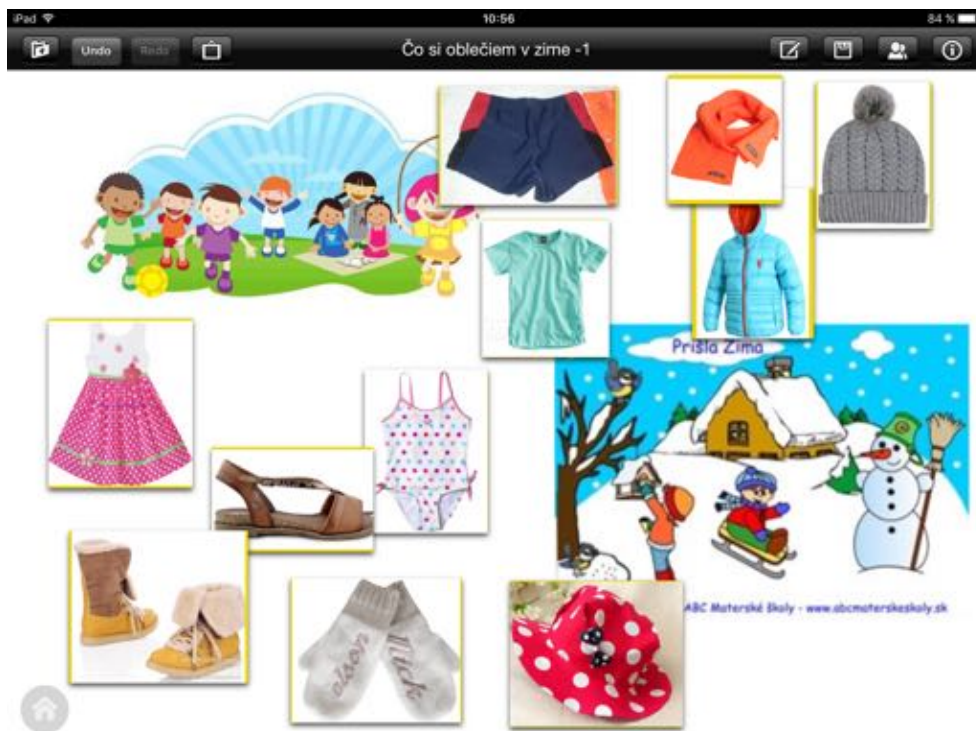 iPad 10:56 84 %
Undo Redo Čo si oblečiem v zime -1
Prišla Zima
ABC Materské školy - www.abcmaterskeskoly.sk
Nick